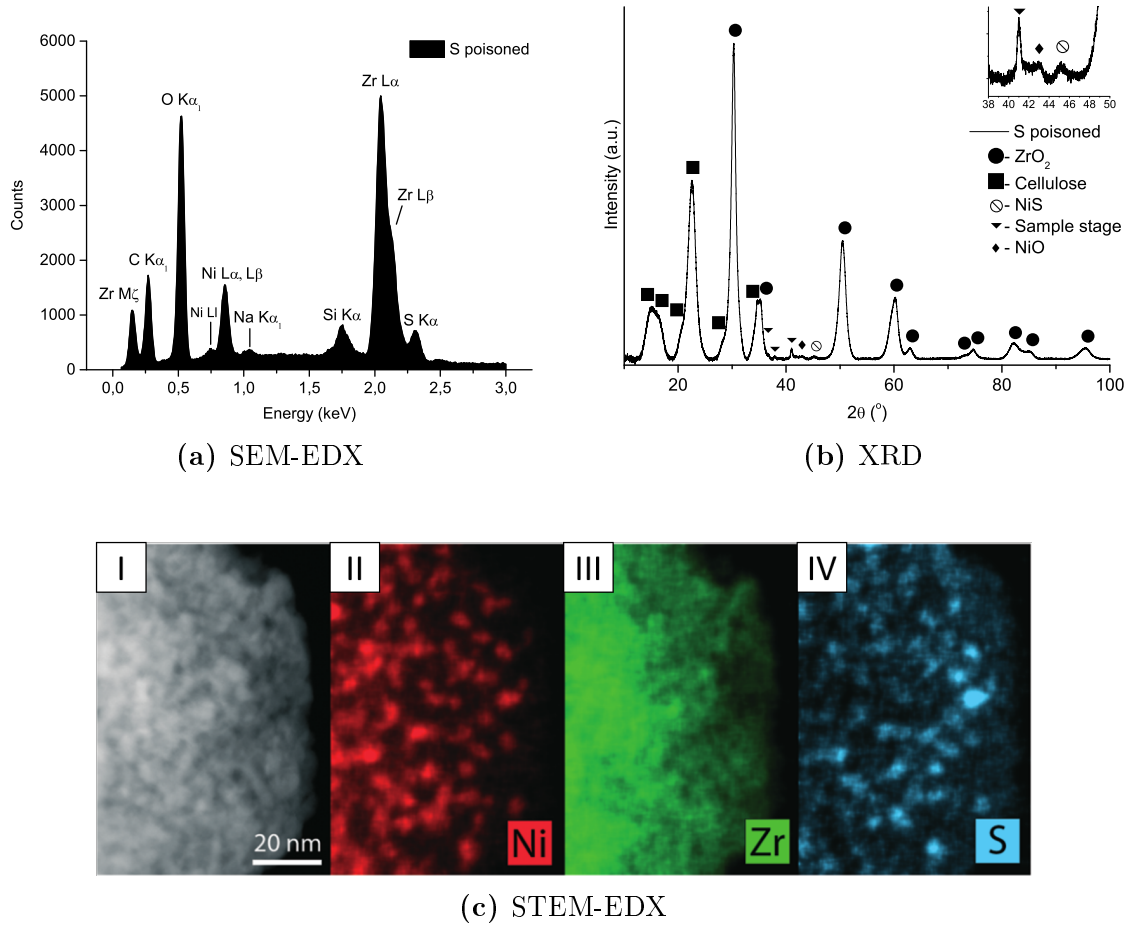 6000
5000
4000
3000
2000
1000
0
Counts
S poisoned
Zr Lα
O Kα₁
Zr Lβ
C Kα₁
Ni Lα, Lβ
Zr Mζ
Ni Ll
Na Kα₁
Si Kα
S Kα
0,0 0,5 1,0 1,5 2,0 2,5 3,0
Energy (keV)
(a) SEM-EDX
Intensity (a.u.)
38 40 42 44 46 48 50
S poisoned
- ZrO₂
- Cellulose
- NiS
- Sample stage
- NiO
20 40 60 80 100
2θ (°)
(b) XRD
I
II
III
IV
20 nm
Ni
Zr
S
(c) STEM-EDX